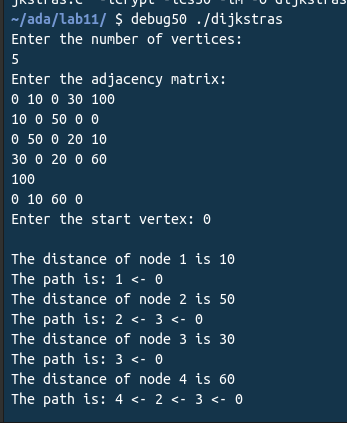 ~/ada/lab11/ $ debug50 ./dijkstras
Enter the number of vertices:
5
Enter the adjacency matrix:
0 10 0 30 100
10 0 50 0 0
0 50 0 20 10
30 0 20 0 60
100
0 10 60 0
Enter the start vertex: 0
The distance of node 1 is 10
The path is: 1 <- 0
The distance of node 2 is 50
The path is: 2 <- 3 <- 0
The distance of node 3 is 30
The path is: 3 <- 0
The distance of node 4 is 60
The path is: 4 <- 2 <- 3 <- 0